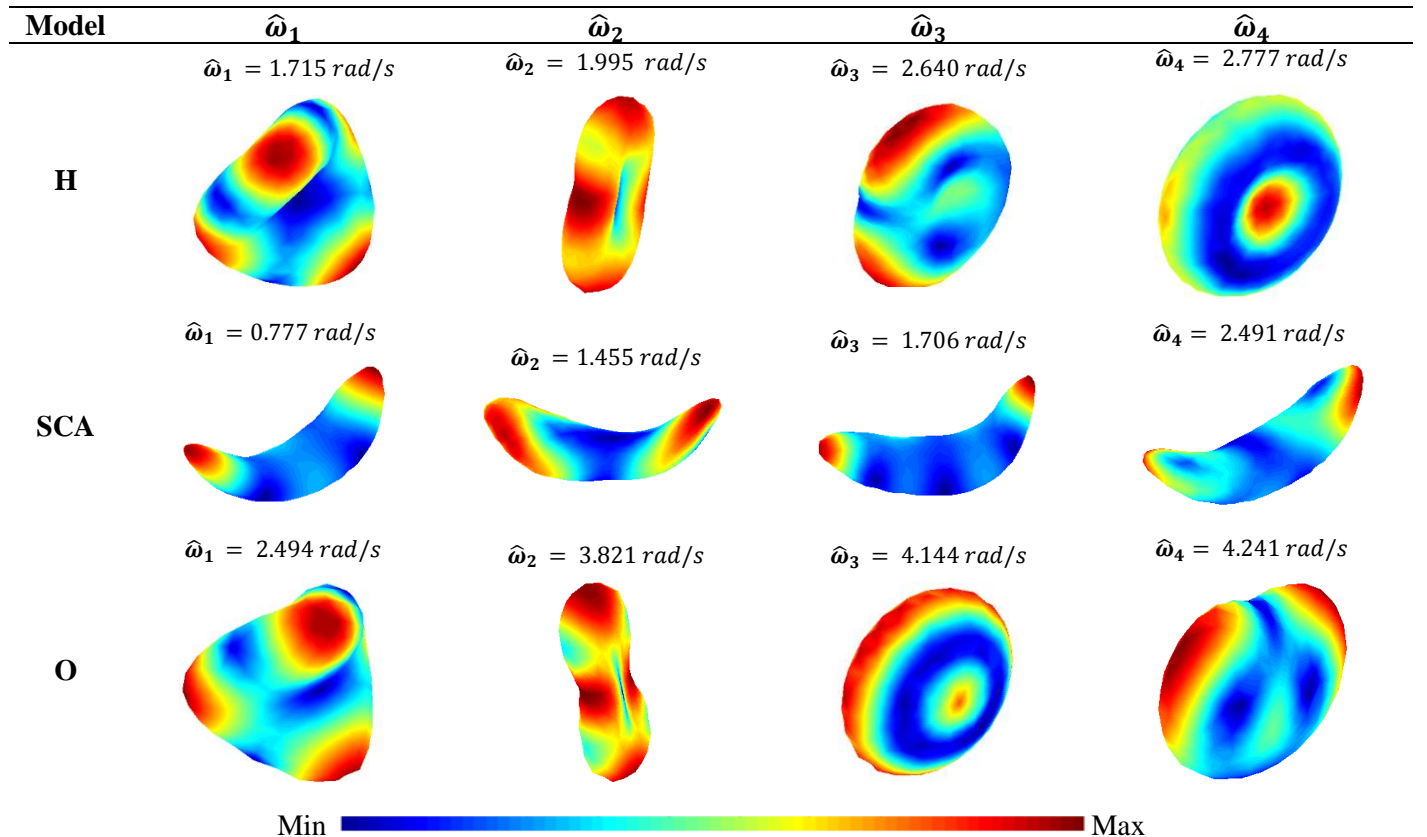 Model ω̂₁ ω̂₂ ω̂₃ ω̂₄
H
ω̂₁ = 1.715 rad/s
ω̂₂ = 1.995 rad/s
ω̂₃ = 2.640 rad/s
ω̂₄ = 2.777 rad/s
SCA
ω̂₁ = 0.777 rad/s
ω̂₂ = 1.455 rad/s
ω̂₃ = 1.706 rad/s
ω̂₄ = 2.491 rad/s
O
ω̂₁ = 2.494 rad/s
ω̂₂ = 3.821 rad/s
ω̂₃ = 4.144 rad/s
ω̂₄ = 4.241 rad/s
Min Max